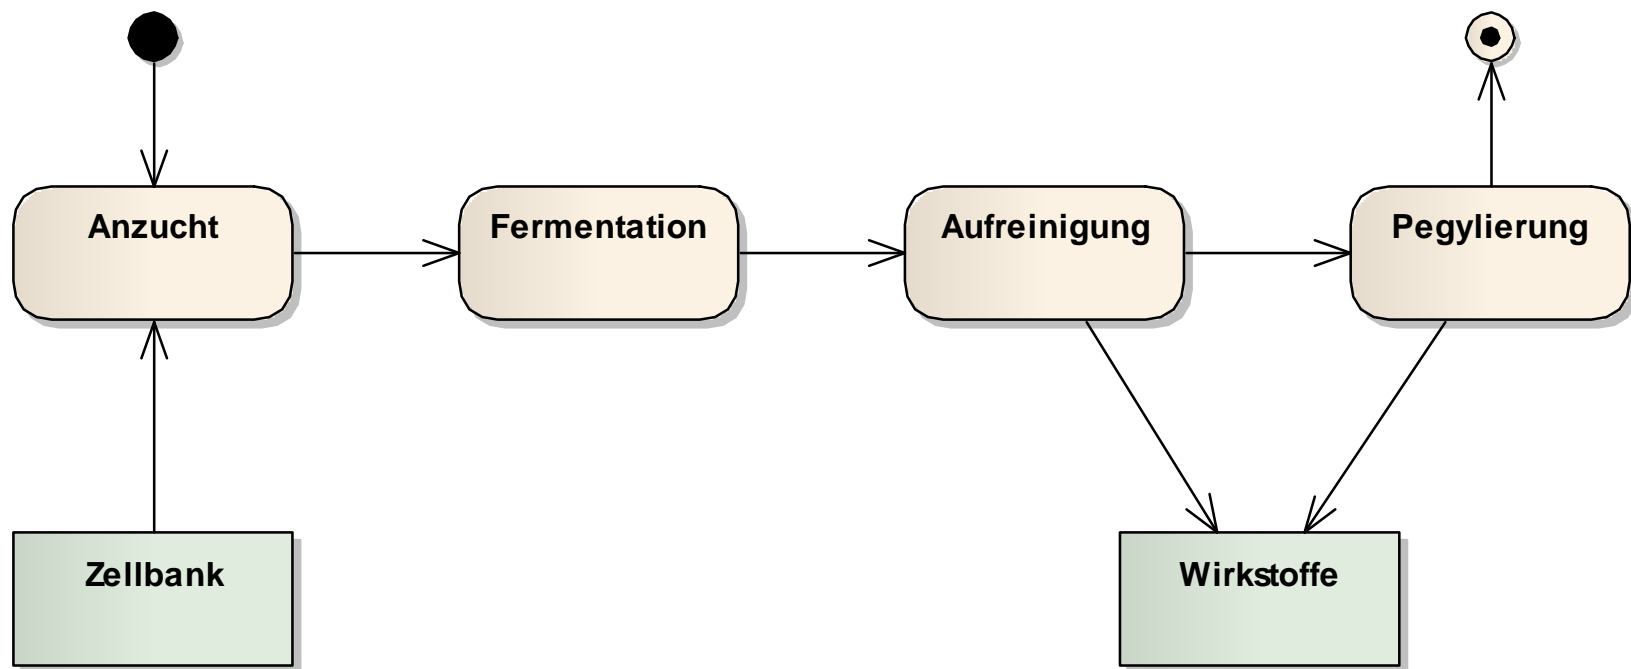 Anzucht
Fermentation
Aufreinigung
Pegylierung
Zellbank
Wirkstoffe